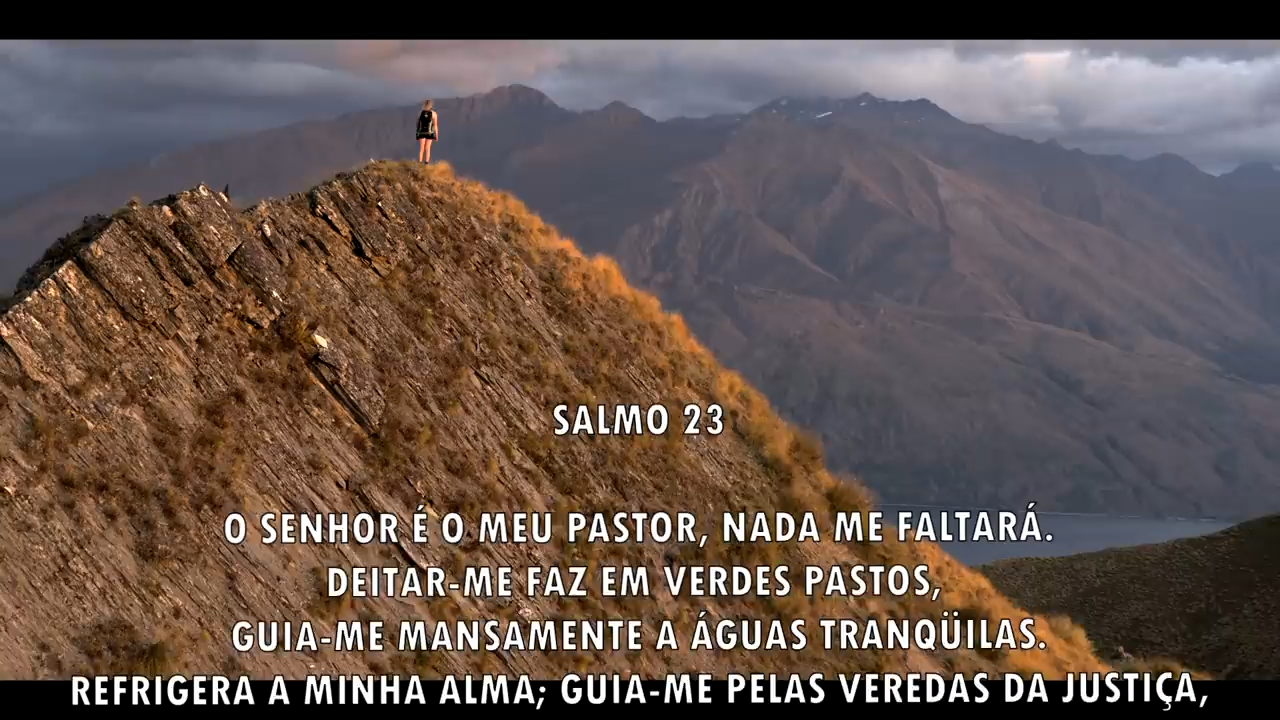 SALMO 23
O SENHOR É O MEU PASTOR, NADA ME FALTARÁ.
DEITAR-ME FAZ EM VERDES PASTOS,
GUIA-ME MANSAMENTE A ÁGUAS TRANQÜILAS.
REFRIGERA A MINHA ALMA; GUIA-ME PELAS VEREDAS DA JUSTIÇA,